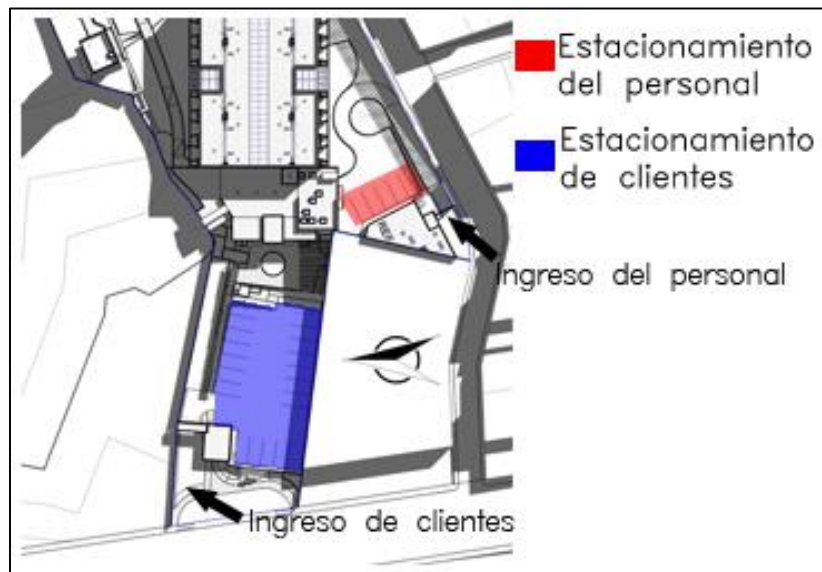 Estacionamiento
del personal
Estacionamiento
de clientes
Ingreso del personal
Ingreso de clientes